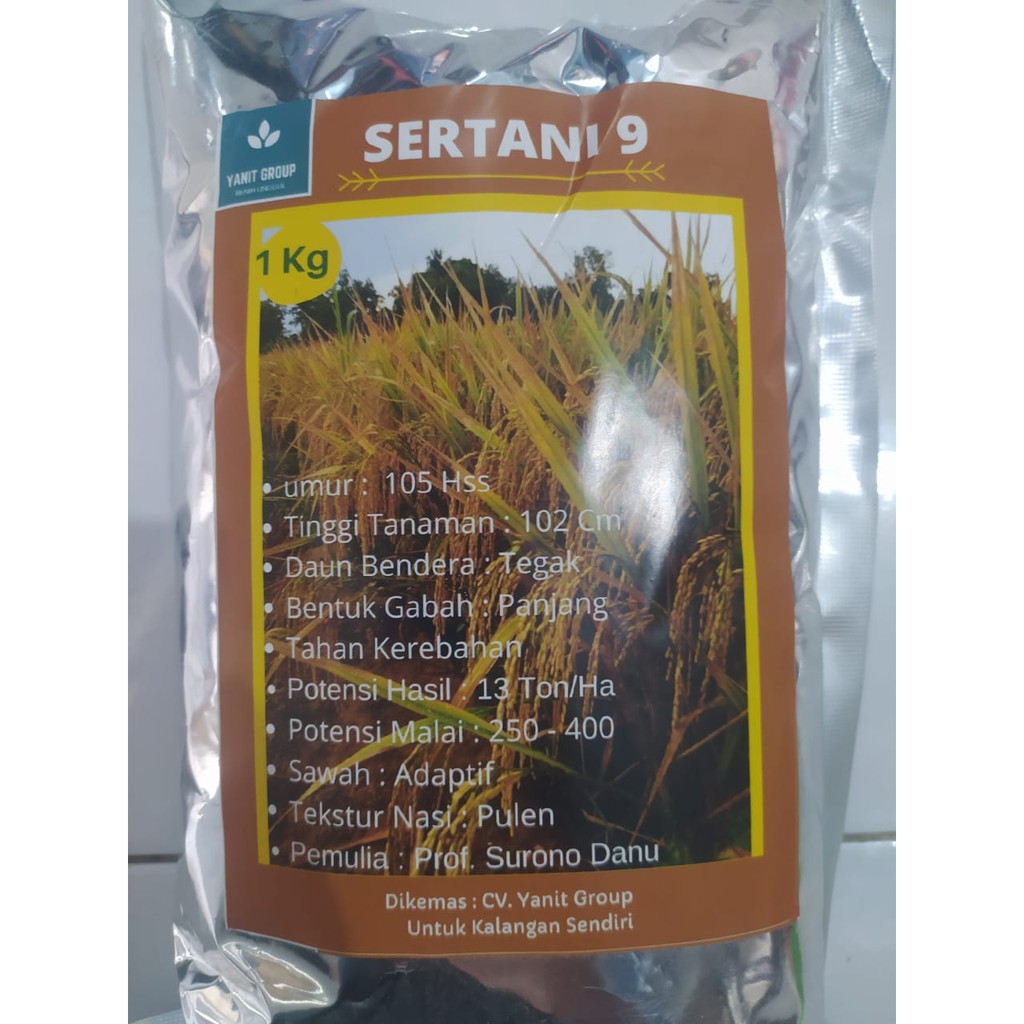 SERTANI 9
YANIT GROUP
BENIH UNGGUL
1 Kg
• umur : 105 Hss
• Tinggi Tanaman : 102 Cm
• Daun Bendera : Tegak
• Bentuk Gabah : Panjang
• Tahan Kerebahan
• Potensi Hasil : 13 Ton/Ha
• Potensi Malai : 250 - 400
• Sawah : Adaptif
• Tekstur Nasi : Pulen
• Pemulia : Prof. Surono Danu
Dikemas : CV. Yanit Group
Untuk Kalangan Sendiri